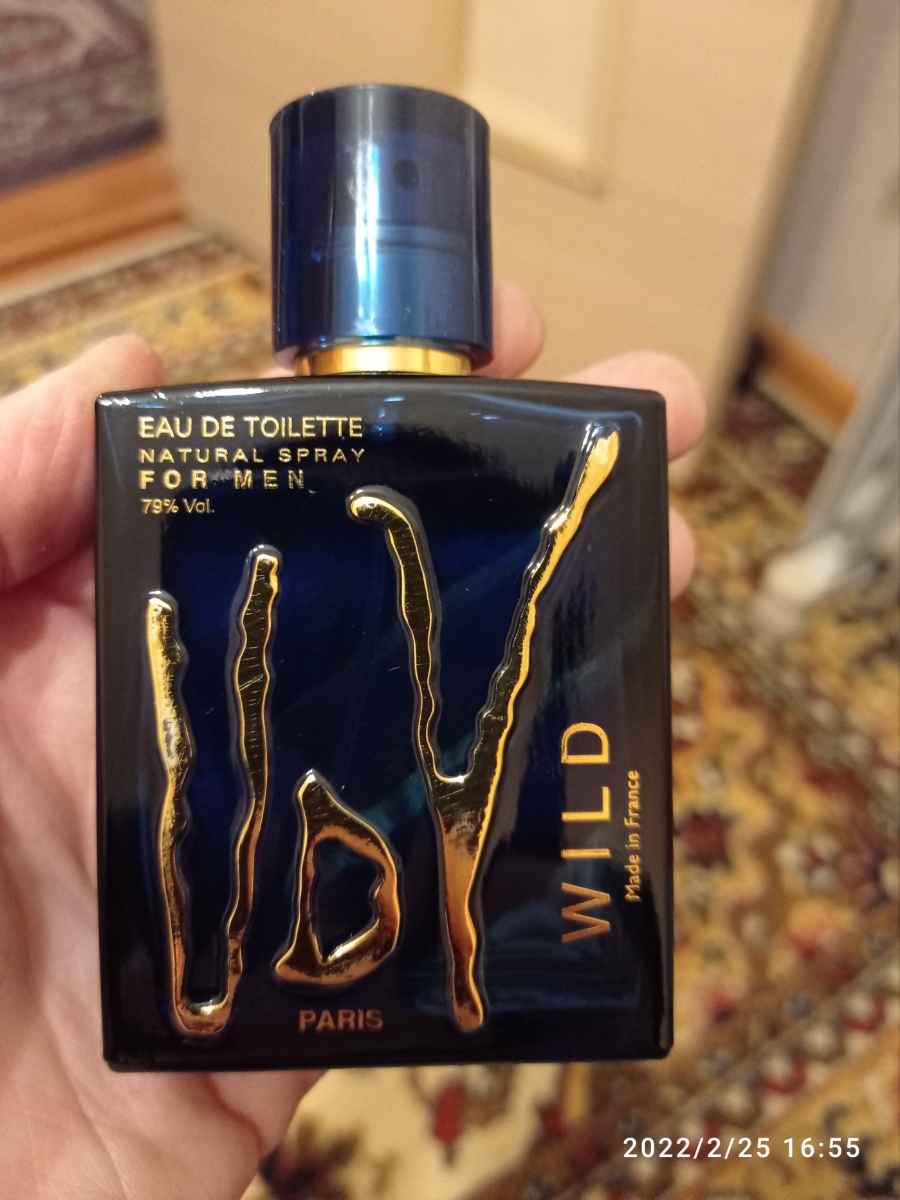 EAU DE TOILETTE
NATURAL SPRAY
FOR MEN
79% Vol.
UDV
PARIS
WILD
Made in France
2022/2/25 16:55